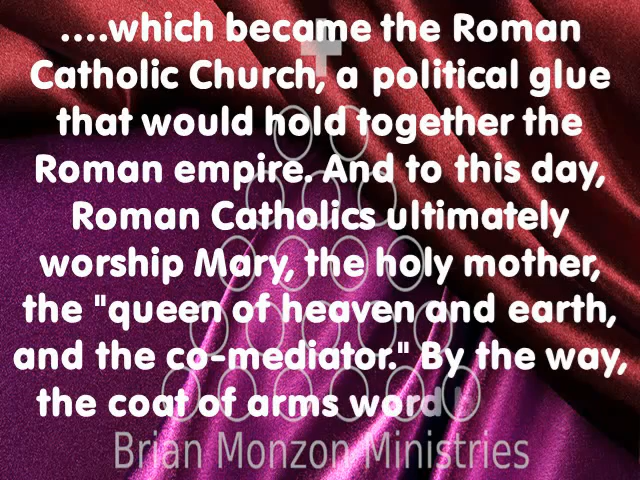 ....which became the Roman
Catholic Church, a political glue
that would hold together the
Roman empire. And to this day,
Roman Catholics ultimately
worship Mary, the holy mother,
the "queen of heaven and earth,
and the co-mediator." By the way,
the coat of arms word
Brian Monzon Ministries